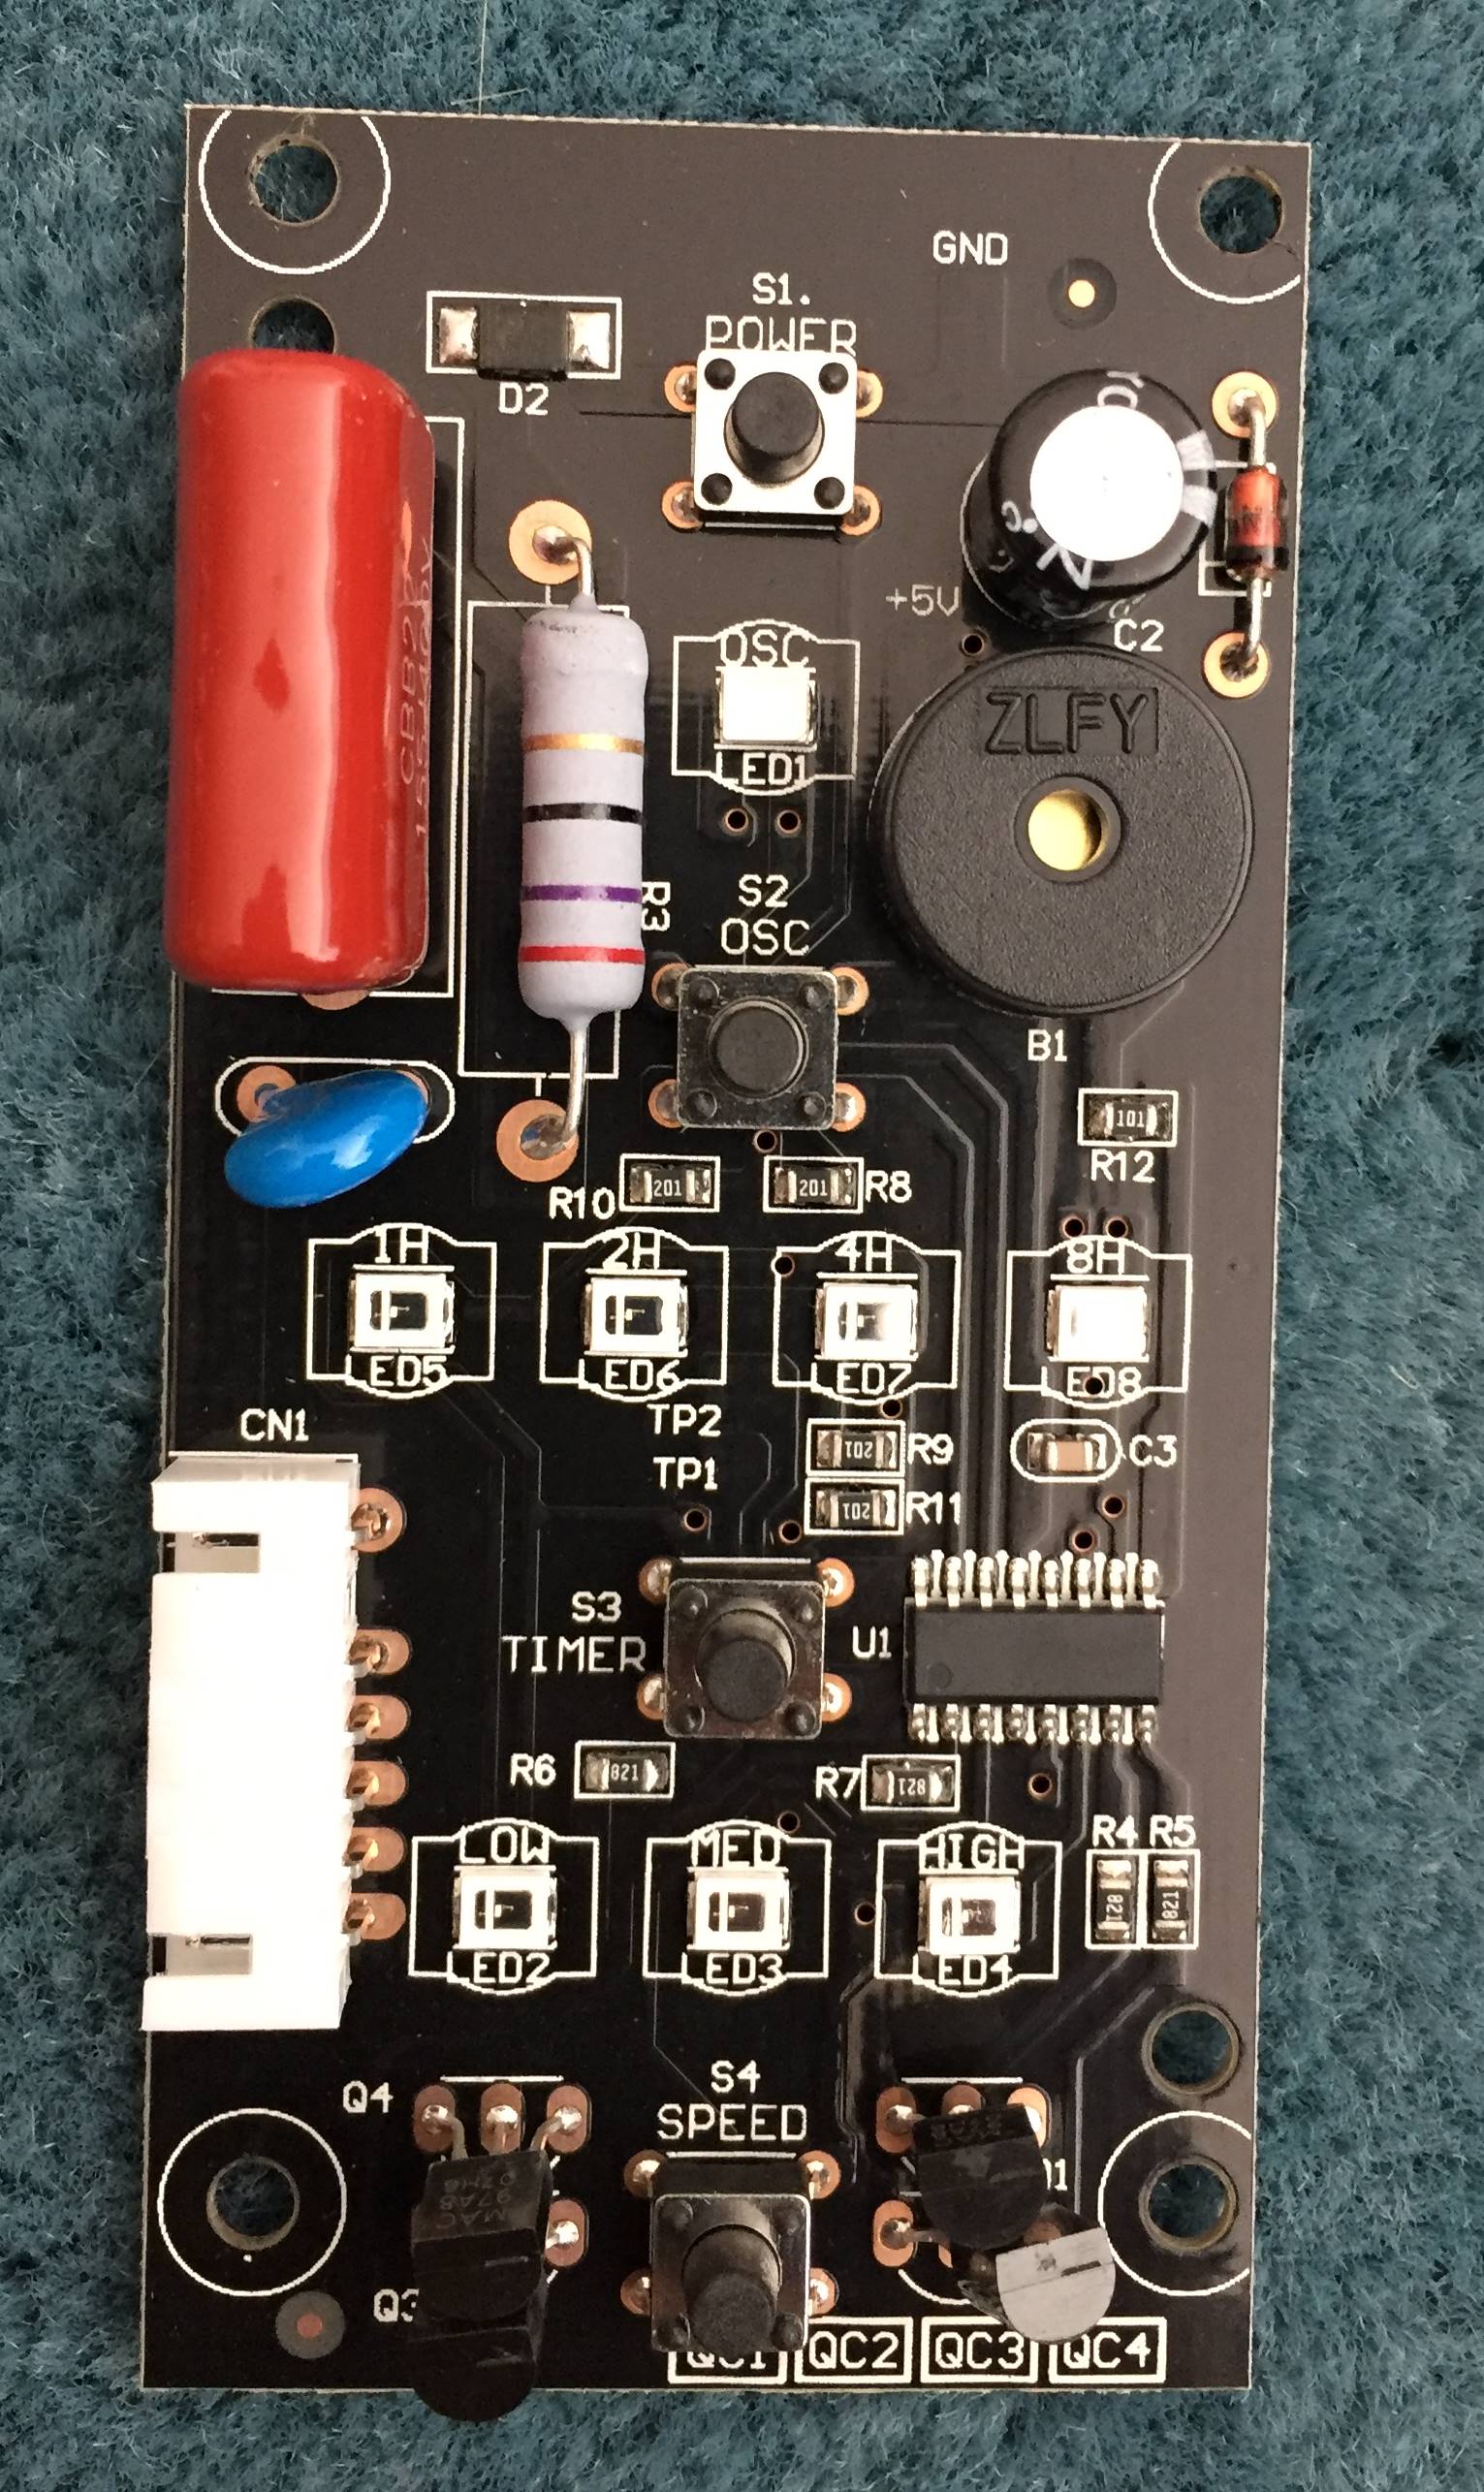 GND
S1.
POWER
D2
+5V
C2
CBB22
OSC
LED1
ZLFY
R3
S2
OSC
B1
101
R12
R10
201
201
R8
1H
2H
4H
8H
LED5
LED6
LED7
LED8
CN1
TP2
TP1
201
R9
C3
201
R11
S3
TIMER
U1
R6
821
R7
821
R4
R5
821
821
LOW
MED
HIGH
LED2
LED3
LED4
Q4
S4
SPEED
MAC
97A8
Q3
QC1
QC2
QC3
QC4